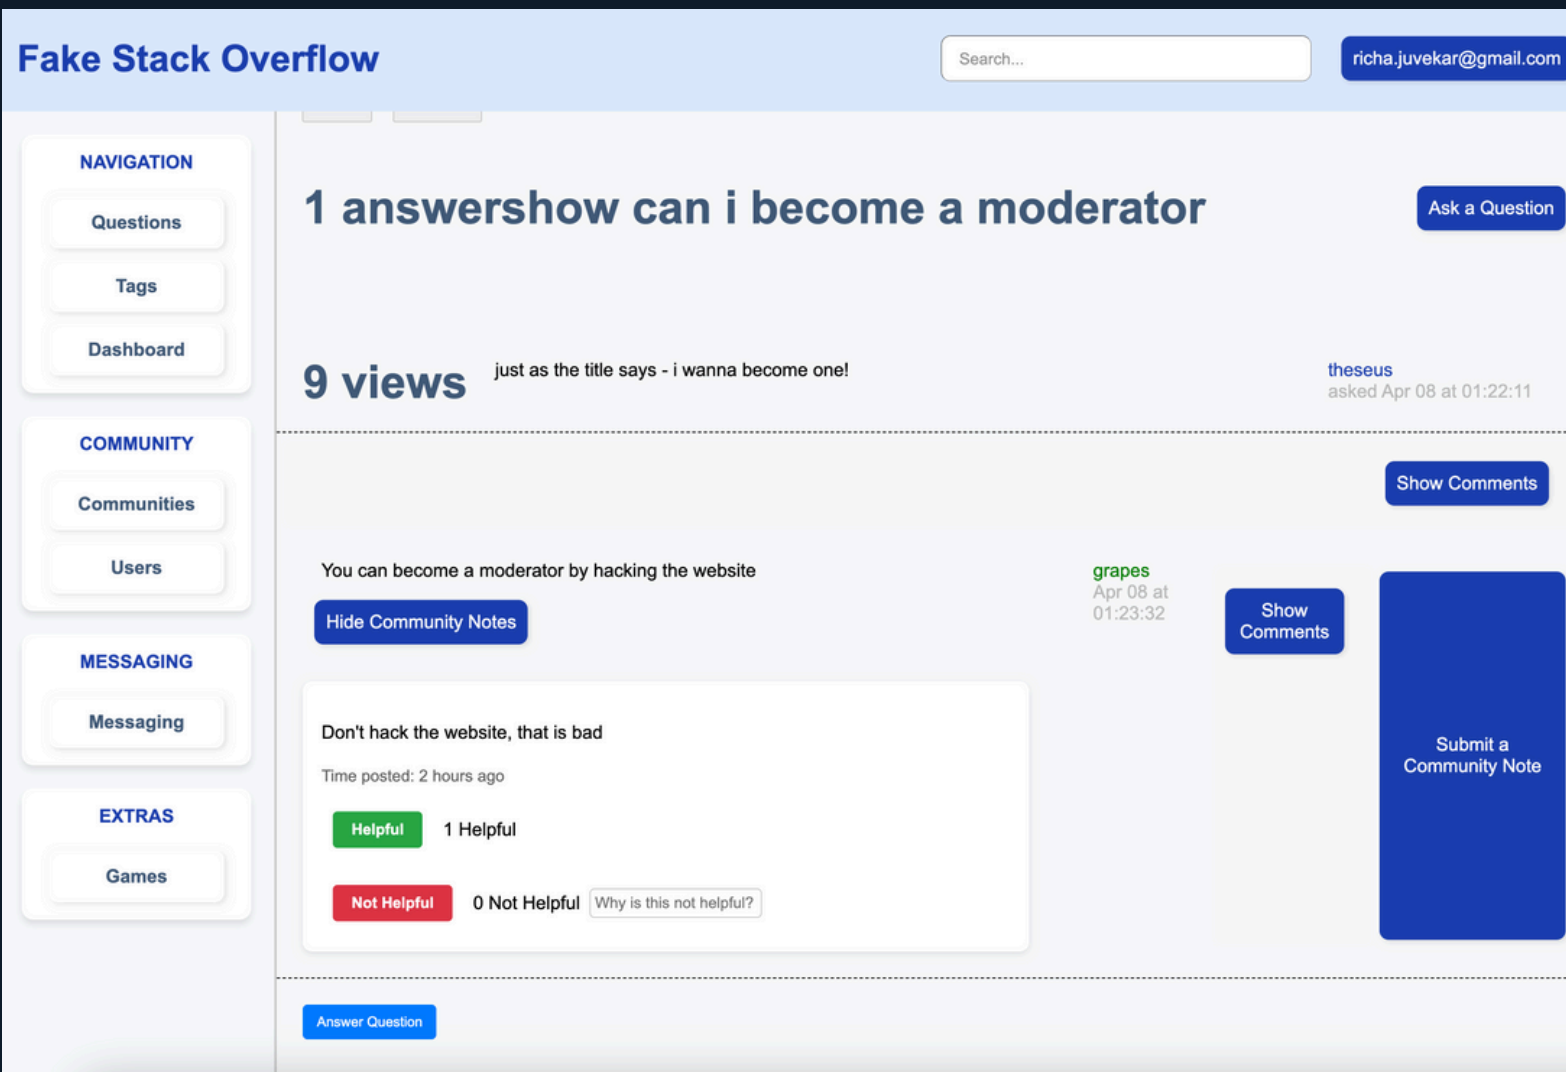 Fake Stack Overflow
Search...
richa.juvekar@gmail.com
NAVIGATION
Questions
Tags
Dashboard
COMMUNITY
Communities
Users
MESSAGING
Messaging
EXTRAS
Games
1 answershow can i become a moderator
Ask a Question
9 views
just as the title says - i wanna become one!
theseus
asked Apr 08 at 01:22:11
Show Comments
You can become a moderator by hacking the website
Hide Community Notes
grapes
Apr 08 at
01:23:32
Show
Comments
Submit a
Community Note
Don't hack the website, that is bad
Time posted: 2 hours ago
Helpful
1 Helpful
Not Helpful
0 Not Helpful
Why is this not helpful?
Answer Question